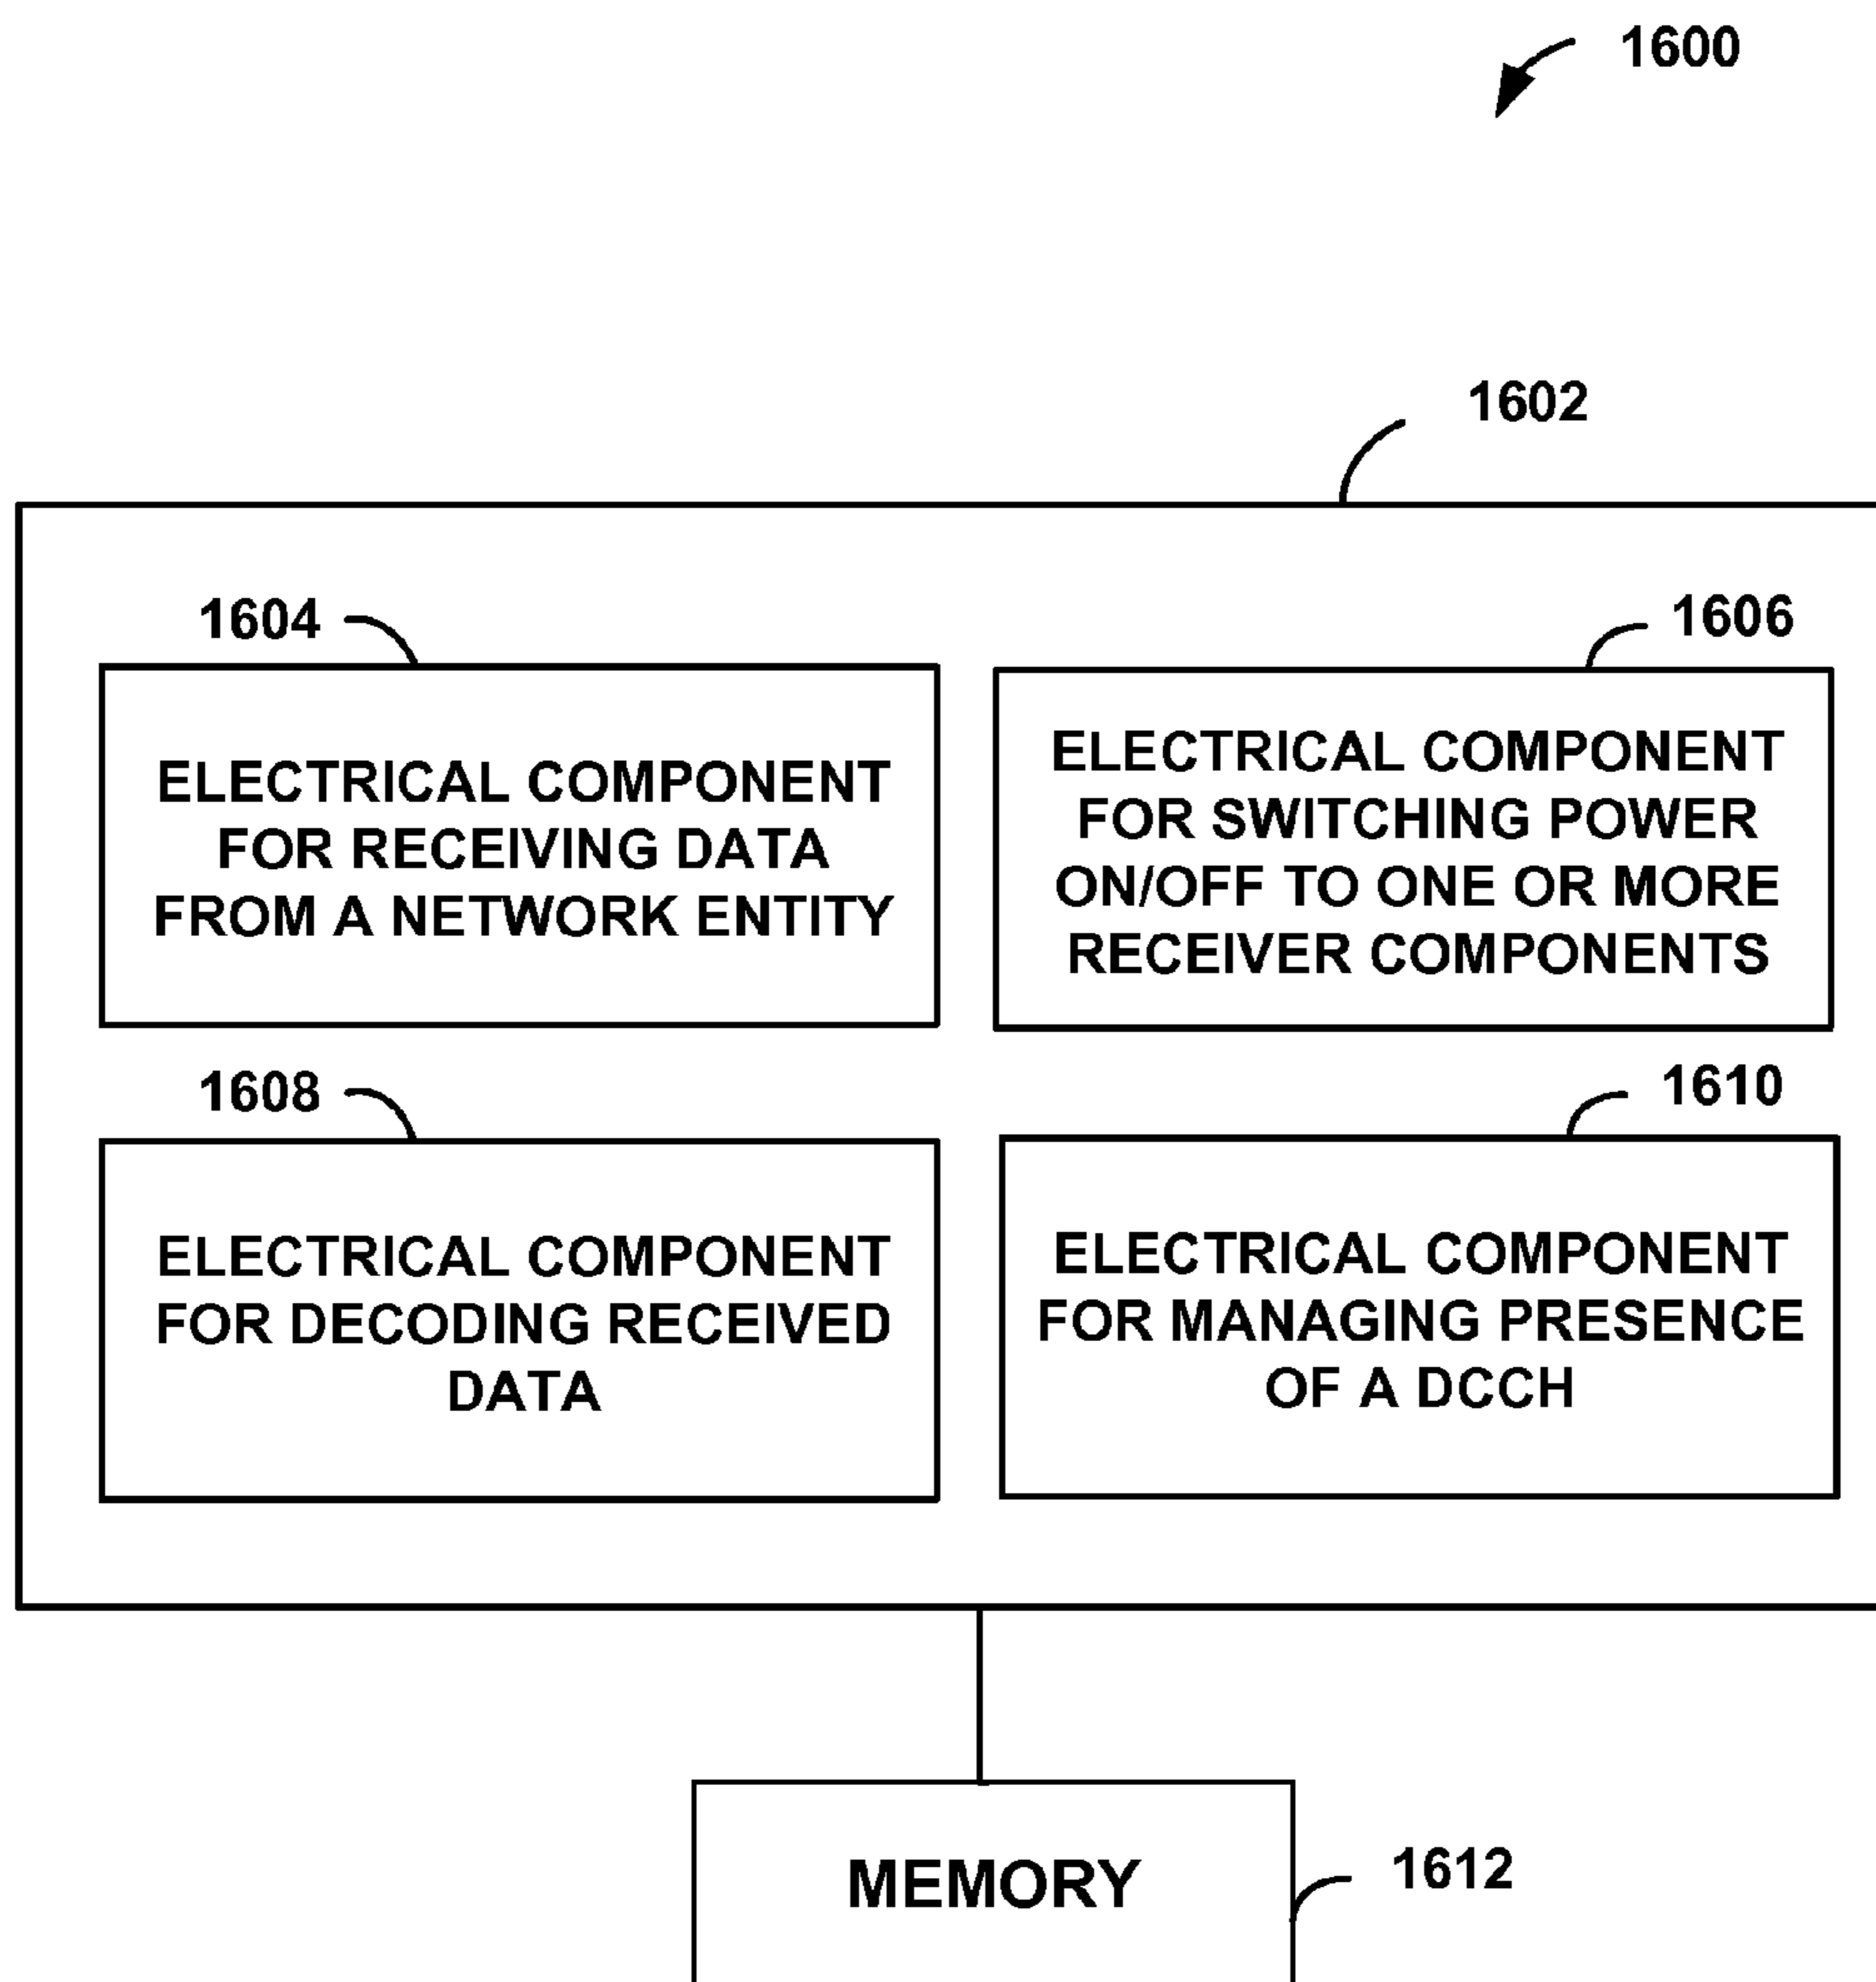 1600
1602
1604
ELECTRICAL COMPONENT
FOR RECEIVING DATA
FROM A NETWORK ENTITY
1606
ELECTRICAL COMPONENT
FOR SWITCHING POWER
ON/OFF TO ONE OR MORE
RECEIVER COMPONENTS
1608
ELECTRICAL COMPONENT
FOR DECODING RECEIVED
DATA
1610
ELECTRICAL COMPONENT
FOR MANAGING PRESENCE
OF A DCCH
MEMORY
1612